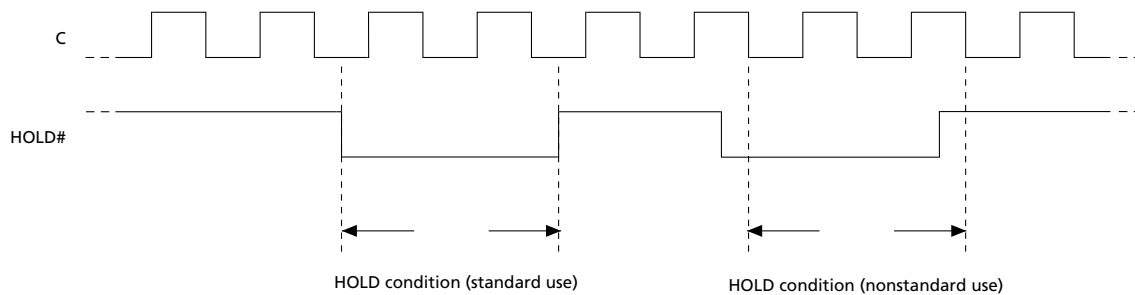 C
HOLD#
HOLD condition (standard use)
HOLD condition (nonstandard use)